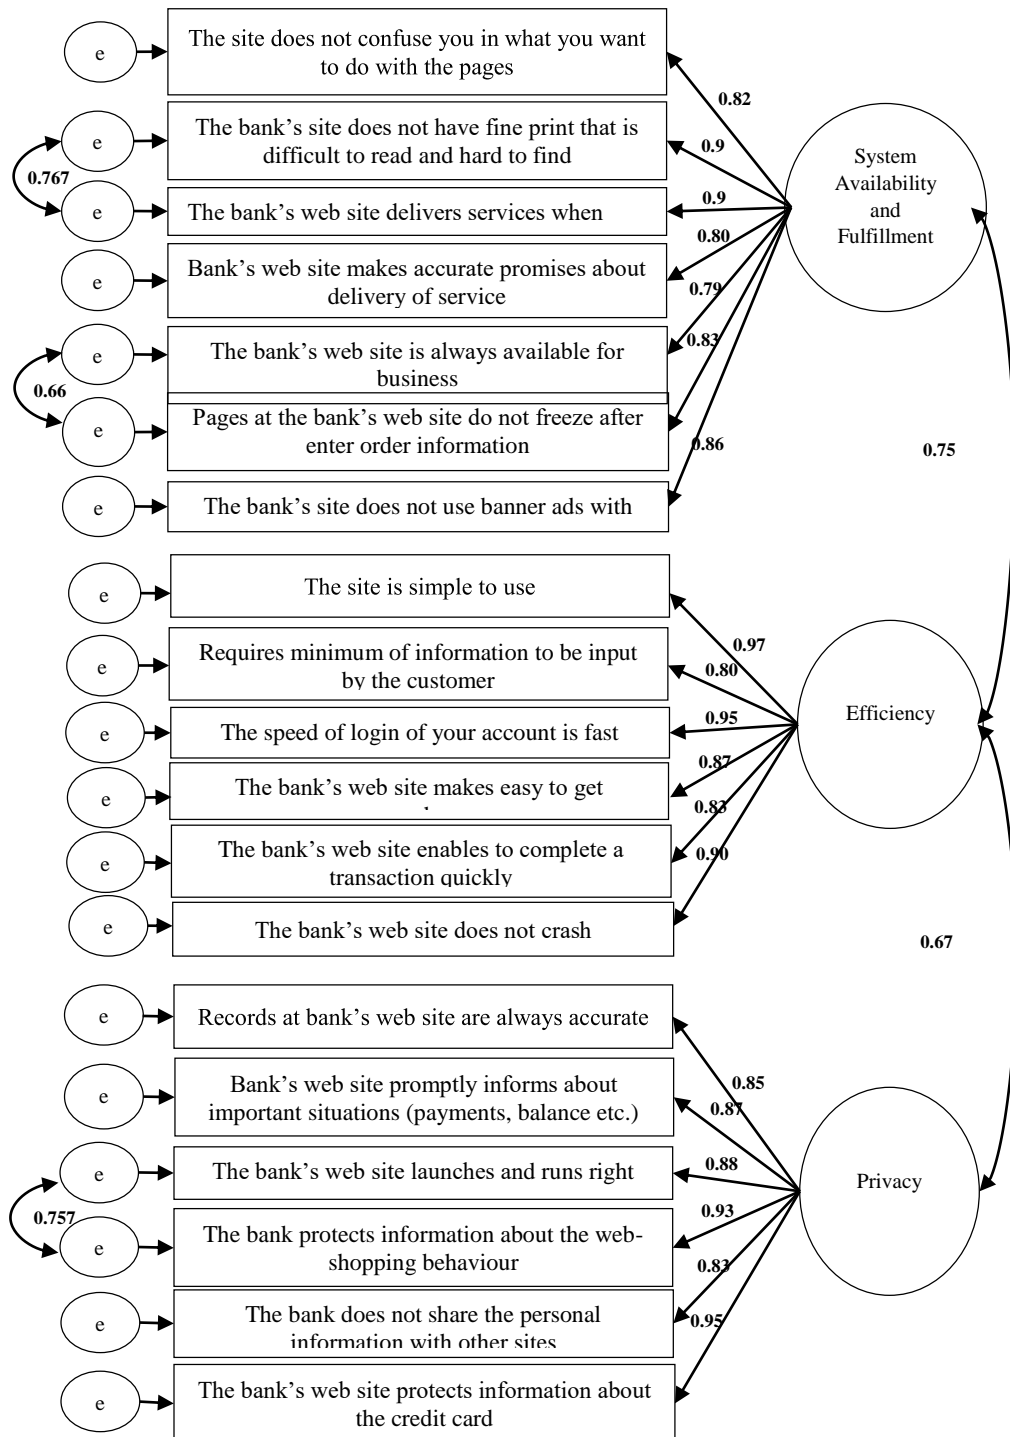 e
The site does not confuse you in what you want
to do with the pages
0.82
e
The bank's site does not have fine print that is
difficult to read and hard to find
0.9
System
Availability
and
Fulfillment
0.767
e
The bank's web site delivers services when
0.9
e
Bank's web site makes accurate promises about
delivery of service
0.80
0.79
e
The bank's web site is always available for
business
0.83
0.66
e
Pages at the bank's web site do not freeze after
enter order information
0.86
0.75
e
The bank's site does not use banner ads with
e
The site is simple to use
0.97
e
Requires minimum of information to be input
by the customer
0.80
e
The speed of login of your account is fast
0.95
Efficiency
e
The bank's web site makes easy to get
0.87
0.83
e
The bank's web site enables to complete a
transaction quickly
0.90
e
The bank's web site does not crash
0.67
e
Records at bank's web site are always accurate
0.85
e
Bank's web site promptly informs about
important situations (payments, balance etc.)
0.87
e
The bank's web site launches and runs right
0.88
Privacy
0.757
e
The bank protects information about the web-
shopping behaviour
0.93
0.83
e
The bank does not share the personal
information with other sites
0.95
e
The bank's web site protects information about
the credit card